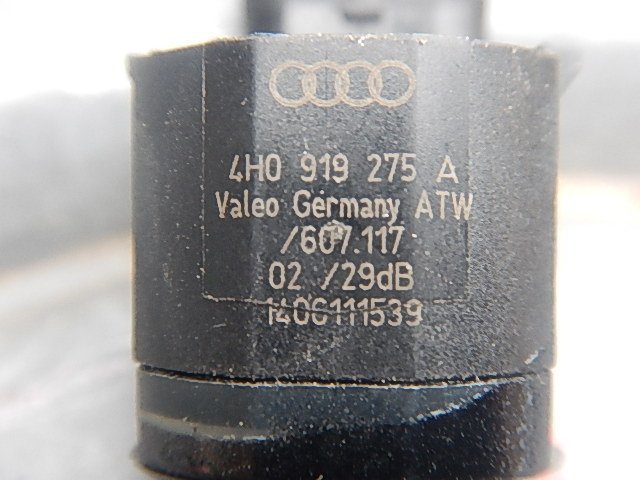 4H0 919 275 A
Valeo Germany ATW
/607.117
02 /29dB
1406111539